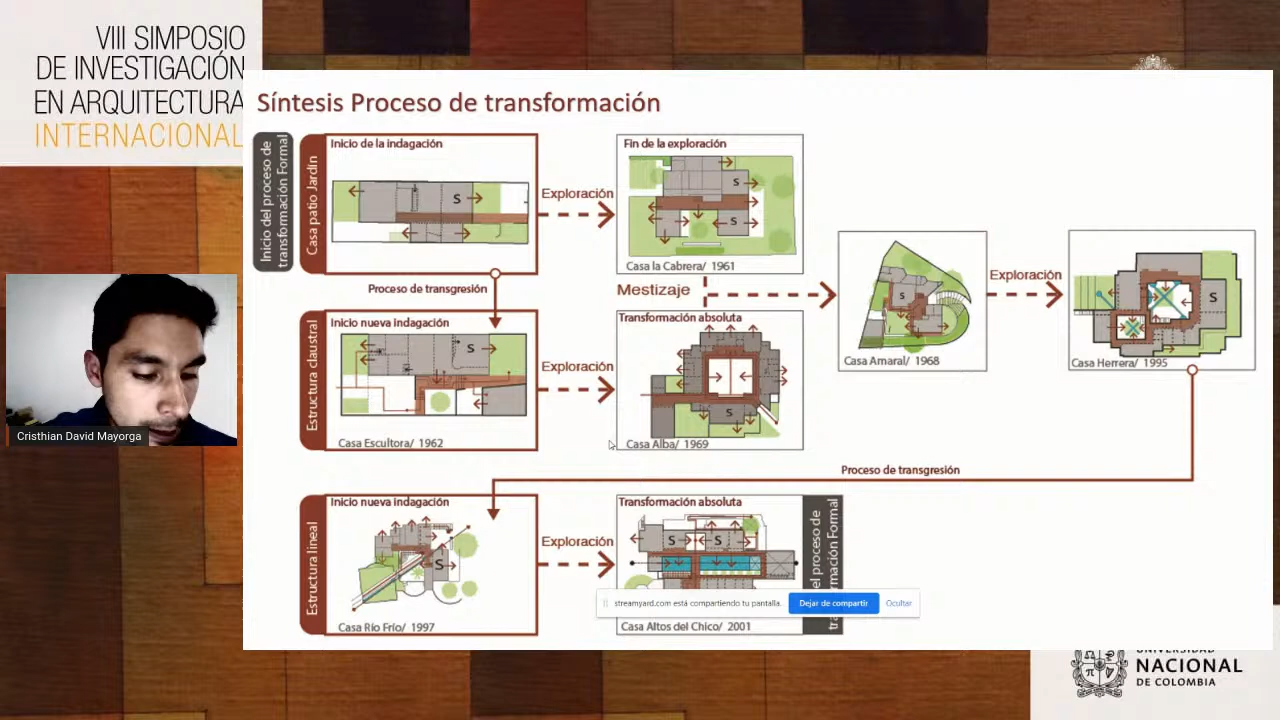 VIII SIMPOSIO
DE INVESTIGACIÓN
EN ARQUITECTURA
INTERNACIONAL
Síntesis Proceso de transformación
Inicio del proceso de
transformación Formal
Casa patio Jardín
Inicio de la indagación
S
Exploración
Fin de la exploración
S
S
Casa la Cabrera/ 1961
Proceso de transgresión
Mestizaje
S
Casa Amaral/ 1968
Exploración
S
Casa Herrera/ 1995
Estructura claustral
Inicio nueva indagación
S
Casa Escultora/ 1962
Exploración
Transformación absoluta
S
Casa Alba/ 1969
Proceso de transgresión
Estructura lineal
Inicio nueva indagación
S
Casa Rio Frío/ 1997
Exploración
Transformación absoluta
S
S
Casa Altos del Chico/ 2001
el proceso de
Formal
streamyard.com está compartiendo tu pantalla.
Dejar de compartir
Ocultar
Cristhian David Mayorga
UNIVERSIDAD
NACIONAL
DE COLOMBIA